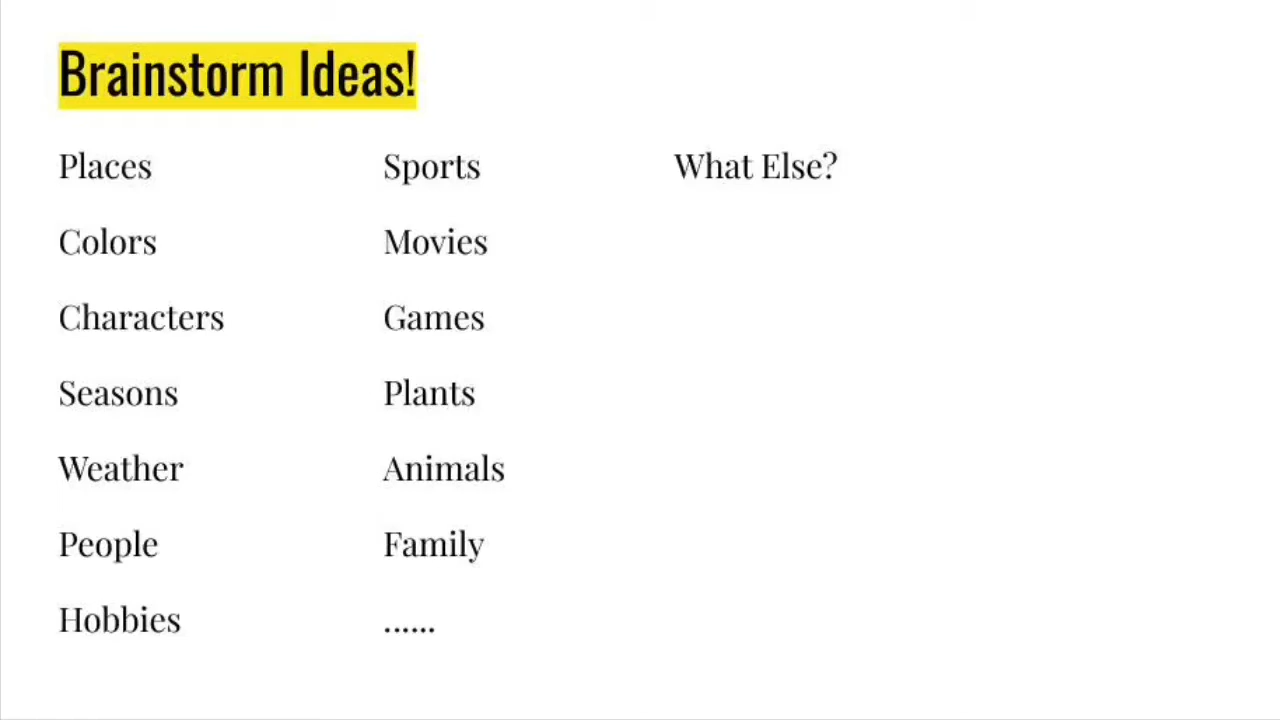 Brainstorm Ideas!
Places
Colors
Characters
Seasons
Weather
People
Hobbies
Sports
Movies
Games
Plants
Animals
Family
......
What Else?